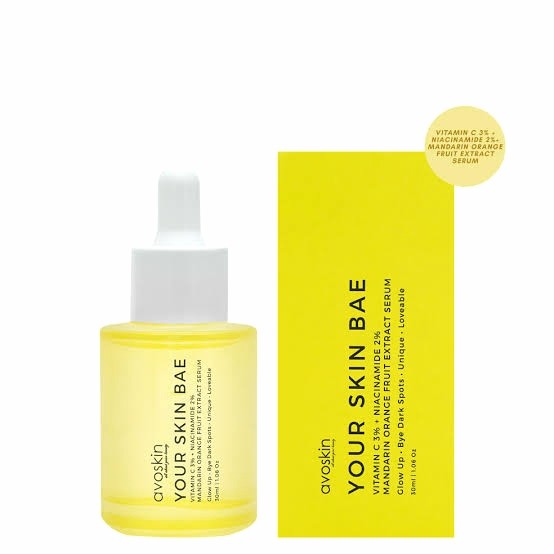 VITAMIN C 3% +
NIACINAMIDE 2%+
MANDARIN ORANGE
FRUIT EXTRACT
SERUM
avoskin
YOUR SKIN BAE
VITAMIN C 3% + NIACINAMIDE 2%
MANDARIN ORANGE FRUIT EXTRACT SERUM
Glow Up · Bye Dark Spots · Unique · Loveable
30ml | 1.06 Oz
avoskin
YOUR SKIN BAE
VITAMIN C 3% + NIACINAMIDE 2%
MANDARIN ORANGE FRUIT EXTRACT SERUM
Glow Up · Bye Dark Spots · Unique · Loveable
30ml | 1.06 Oz